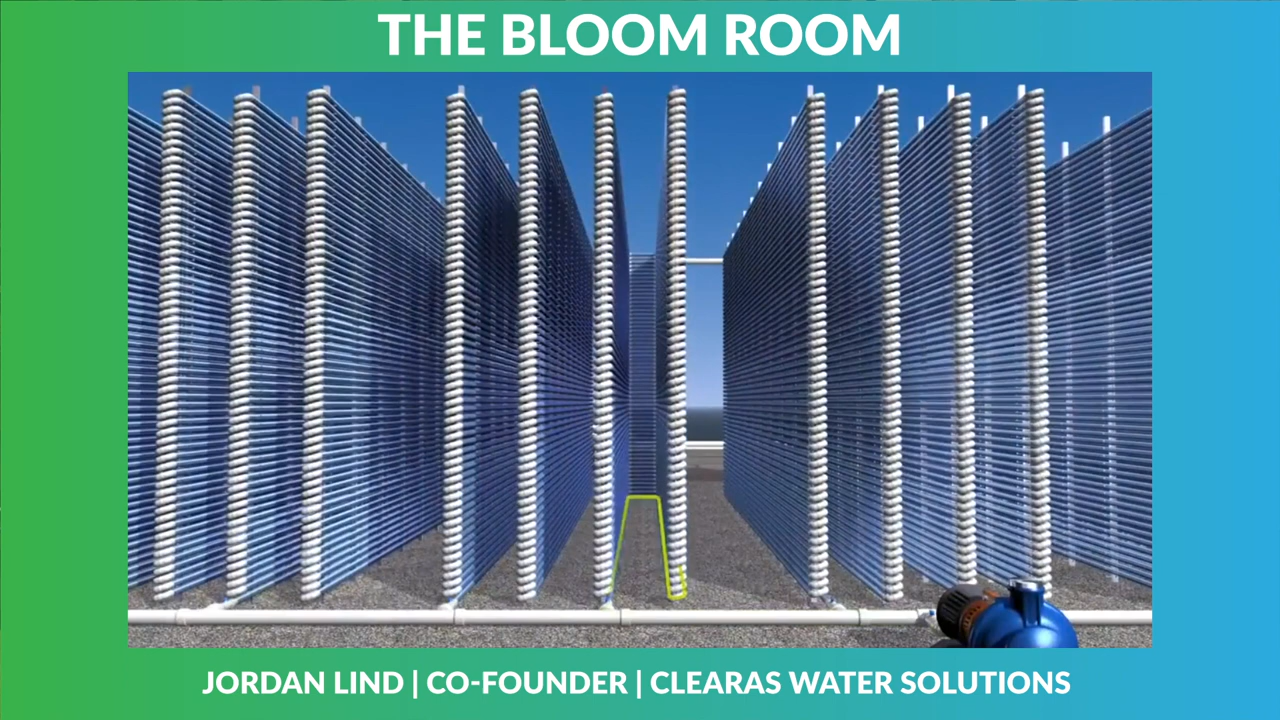 THE BLOOM ROOM
JORDAN LIND | CO-FOUNDER | CLEARAS WATER SOLUTIONS